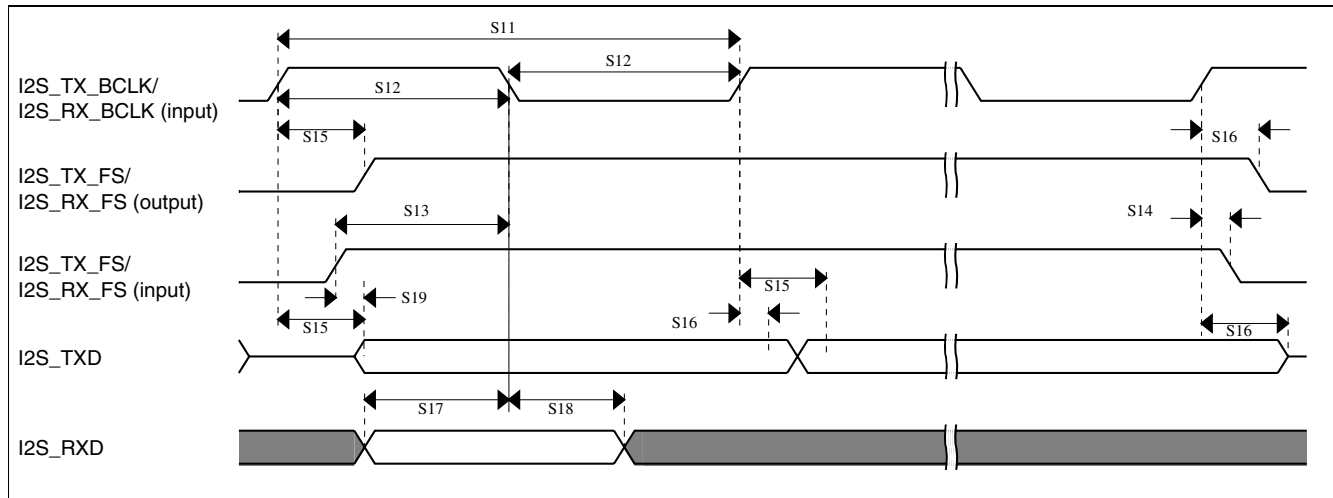 S11
I2S_TX_BCLK/
I2S_RX_BCLK (input)
S12
S12
S15
S16
I2S_TX_FS/
I2S_RX_FS (output)
S13
S14
I2S_TX_FS/
I2S_RX_FS (input)
S15
S19
S15
S16
S16
I2S_TXD
S17
S18
I2S_RXD